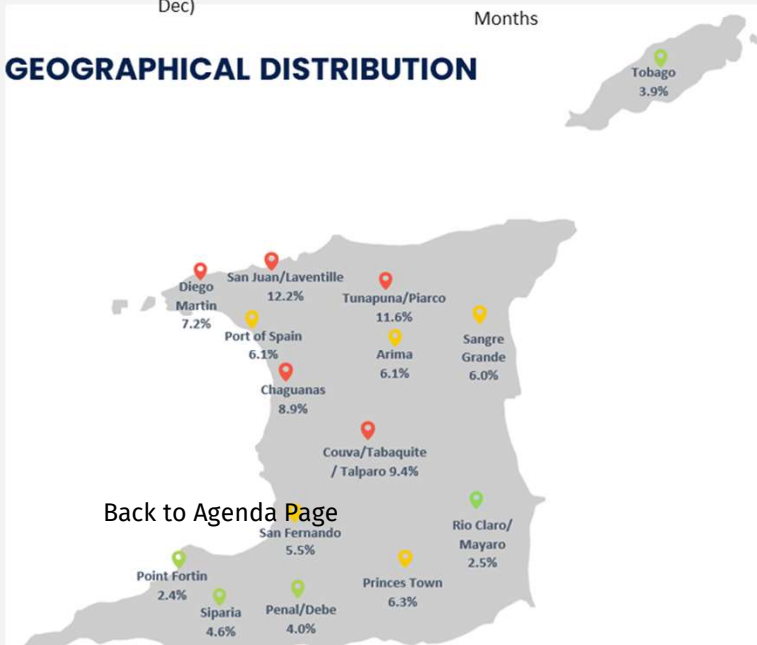 Dec)
Months
GEOGRAPHICAL DISTRIBUTION
Tobago
3.9%
San Juan/Laventille
12.2%
Diego
Martin
7.2%
Tunapuna/Piarco
11.6%
Port of Spain
6.1%
Arima
6.1%
Sangre
Grande
6.0%
Chaguanas
8.9%
Couva/Tabaquite
/ Talparo 9.4%
Back to Agenda Page
San Fernando
5.5%
Rio Claro/
Mayaro
2.5%
Point Fortin
2.4%
Siparia
4.6%
Penal/Debe
4.0%
Princes Town
6.3%